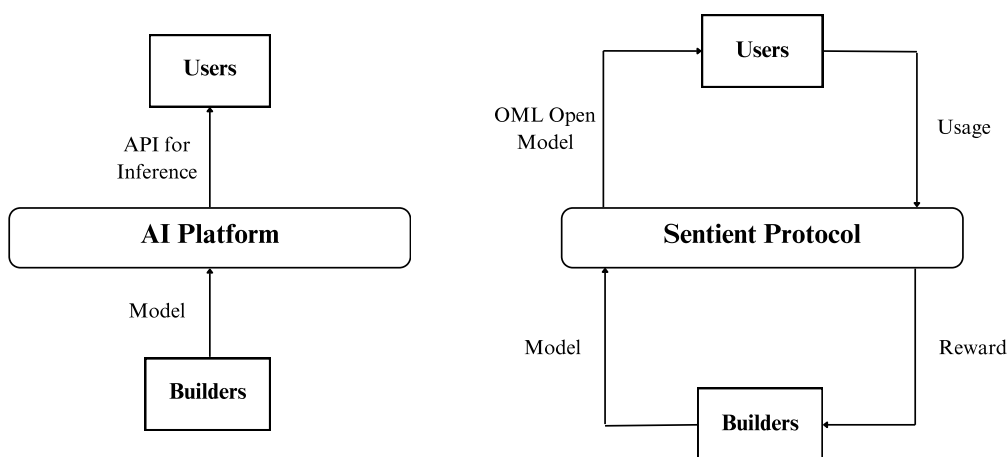 Users
API for
Inference
AI Platform
Model
Builders
Users
OML Open
Model
Usage
Sentient Protocol
Model
Reward
Builders